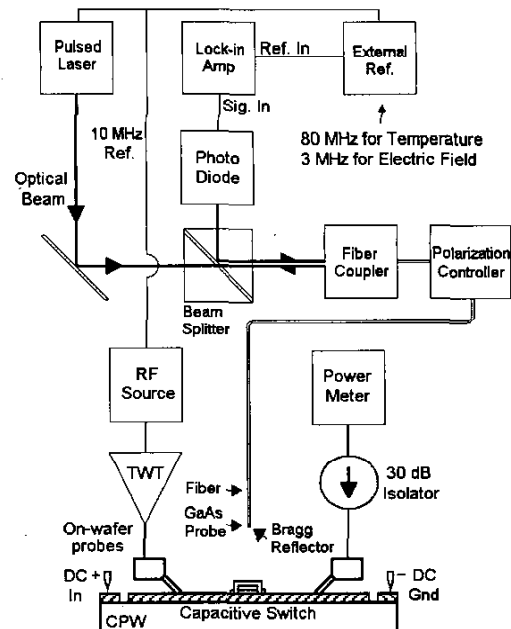 Pulsed
Laser
Lock-in
Amp
Ref. In
External
Ref.
Sig. In
10 MHz
Ref.
80 MHz for Temperature
3 MHz for Electric Field
Photo
Diode
Optical
Beam
Fiber
Coupler
Polarization
Controller
Beam
Splitter
RF
Source
Power
Meter
TWT
30 dB
Isolator
Fiber
GaAs
Probe
Bragg
Reflector
On-wafer
probes
DC +
In
– DC
Gnd
Capacitive Switch
CPW